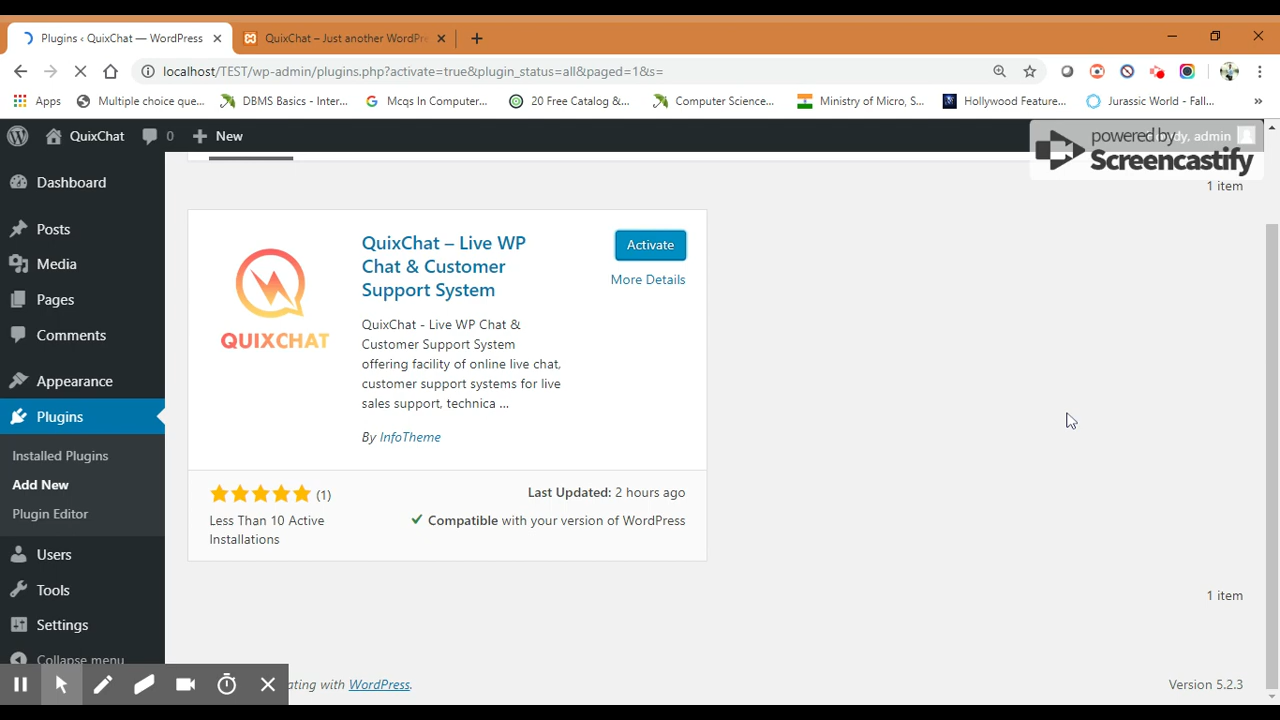 Plugins ‹ QuixChat — WordPress
QuixChat – Just another WordPr
localhost/TEST/wp-admin/plugins.php?activate=true&plugin_status=all&paged=1&s=
Apps
Multiple choice que...
DBMS Basics - Inter...
Mcqs In Computer...
20 Free Catalog &...
Computer Science...
Ministry of Micro, S...
Hollywood Feature...
Jurassic World - Fall...
»
QuixChat
0
New
admin
powered by
Screencastify
1 item
Dashboard
Posts
Media
Pages
Comments
Appearance
Plugins
Installed Plugins
Add New
Plugin Editor
Users
Tools
Settings
Collapse menu
QUIXCHAT
QuixChat – Live WP
Chat & Customer
Support System
Activate
More Details
QuixChat - Live WP Chat &
Customer Support System
offering facility of online live chat,
customer support systems for live
sales support, technica ...
By InfoTheme
(1)
Less Than 10 Active
Installations
Last Updated: 2 hours ago
Compatible with your version of WordPress
1 item
ating with WordPress.
Version 5.2.3